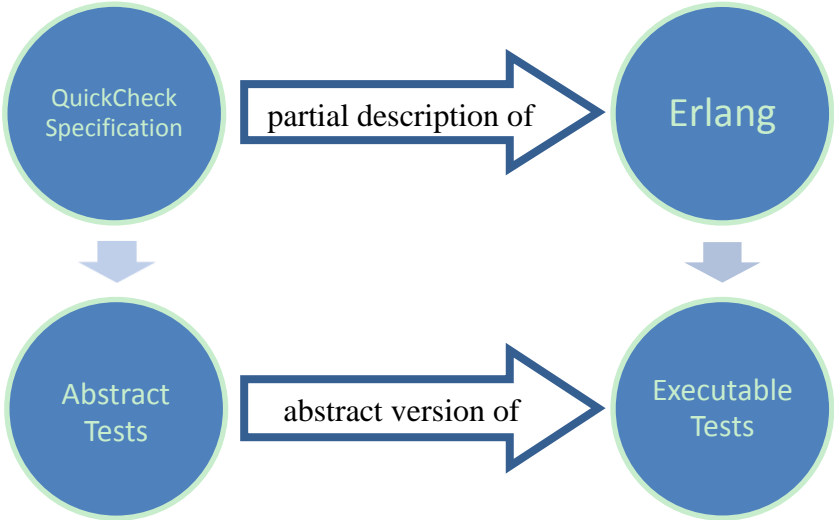 QuickCheck
Specification
partial description of
Erlang
Abstract
Tests
abstract version of
Executable
Tests